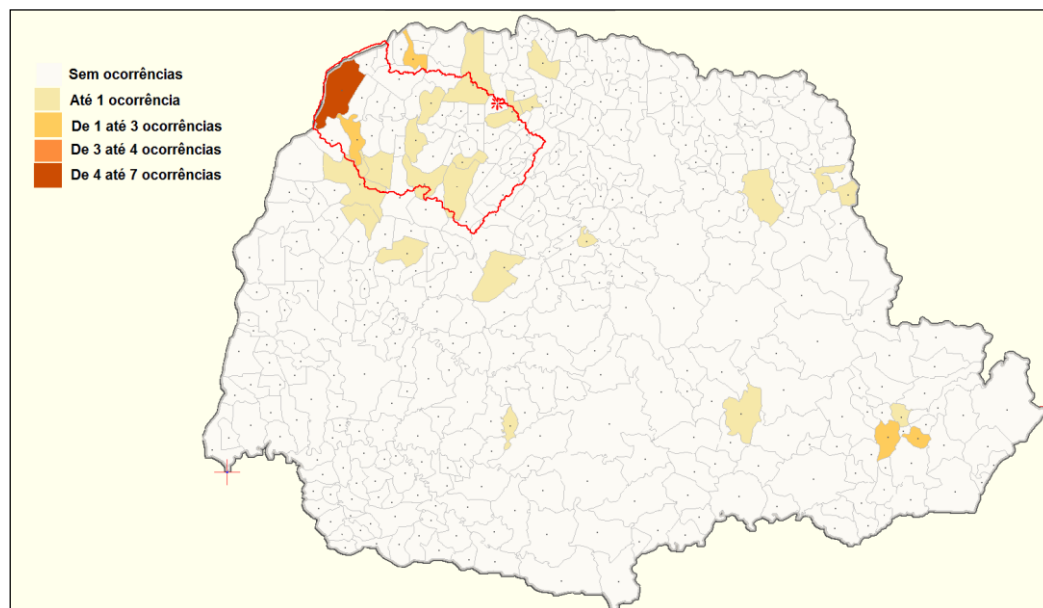 Sem ocorrências
Até 1 ocorrência
De 1 até 3 ocorrências
De 3 até 4 ocorrências
De 4 até 7 ocorrências